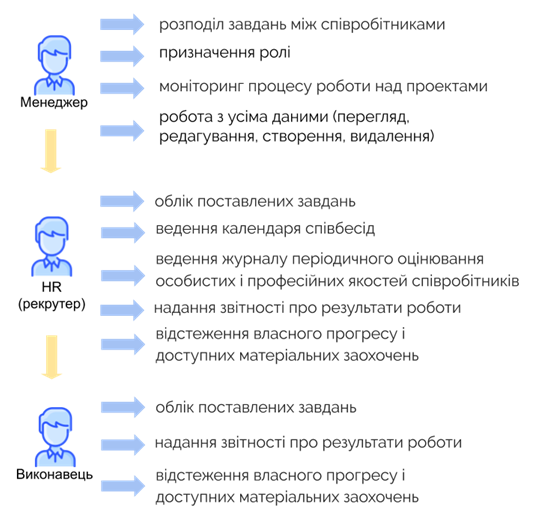 розподіл завдань між співробітниками
призначення ролі
моніторинг процесу роботи над проектами
Менеджер
робота з усіма даними (перегляд,
редагування, створення, видалення)
облік поставлених завдань
ведення календаря співбесід
ведення журналу періодичного оцінювання
особистих і професійних якостей співробітників
HR
(рекрутер)
надання звітності про результати роботи
відстеження власного прогресу і
доступних матеріальних заохочень
облік поставлених завдань
надання звітності про результати роботи
Виконавець
відстеження власного прогресу і
доступних матеріальних заохочень